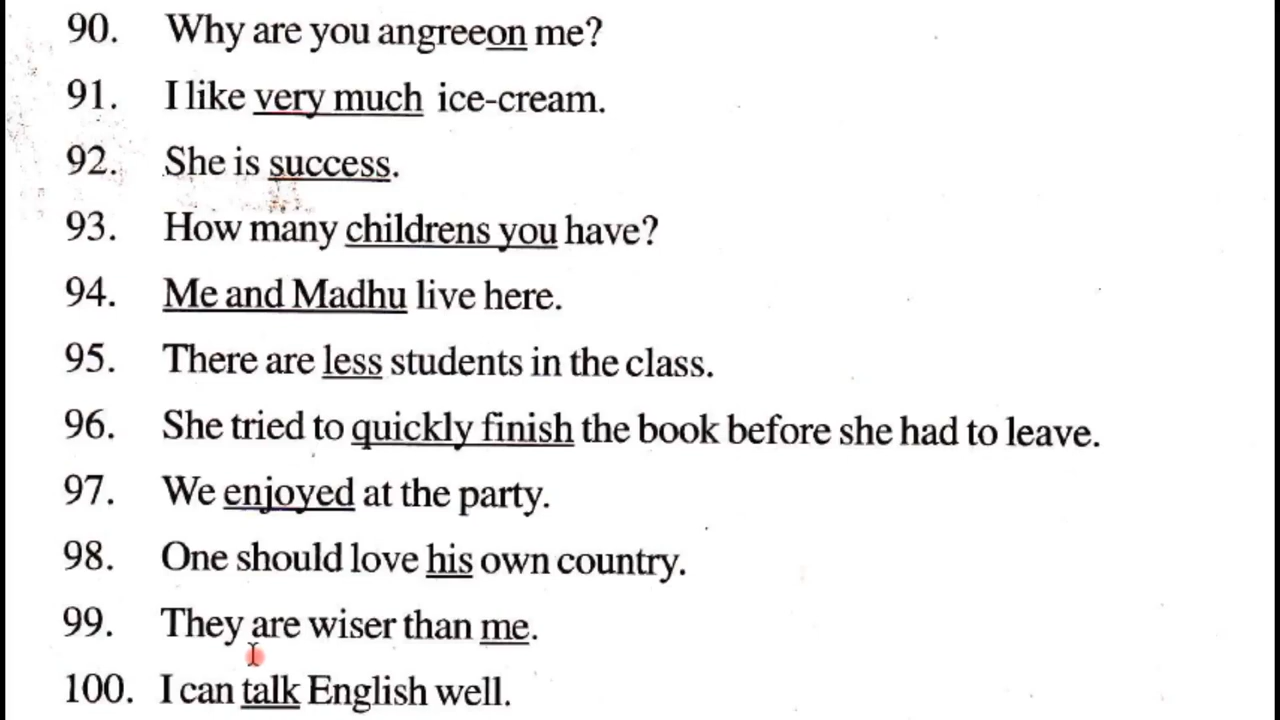 90. Why are you angreeon me?
91. I like very much ice-cream.
92. She is success.
93. How many childrens you have?
94. Me and Madhu live here.
95. There are less students in the class.
96. She tried to quickly finish the book before she had to leave.
97. We enjoyed at the party.
98. One should love his own country.
99. They are wiser than me.
100. I can talk English well.